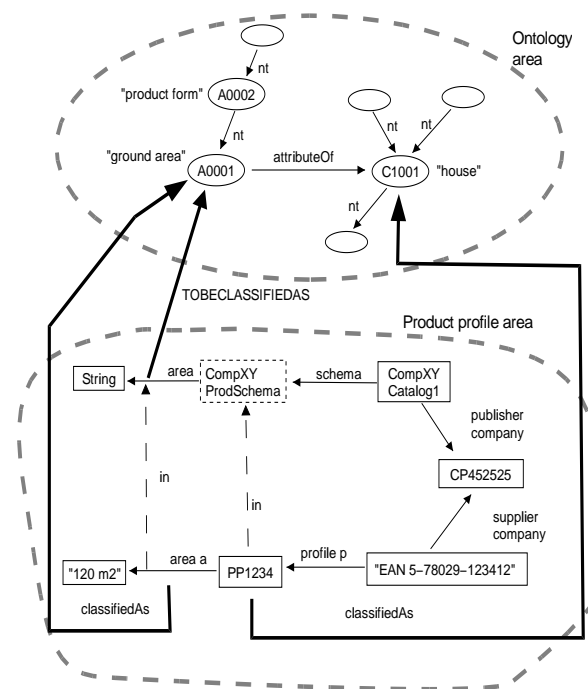 Ontology
area
nt
"product form"
A0002
nt
nt
nt
"ground area"
A0001
attributeOf
C1001
"house"
nt
TOBECLASSIFIEDAS
Product profile area
String
area
CompXY
ProdSchema
schema
CompXY
Catalog1
publisher
company
in
in
CP452525
supplier
company
"120 m2"
area a
PP1234
profile p
"EAN 5−78029−123412"
classifiedAs
classifiedAs